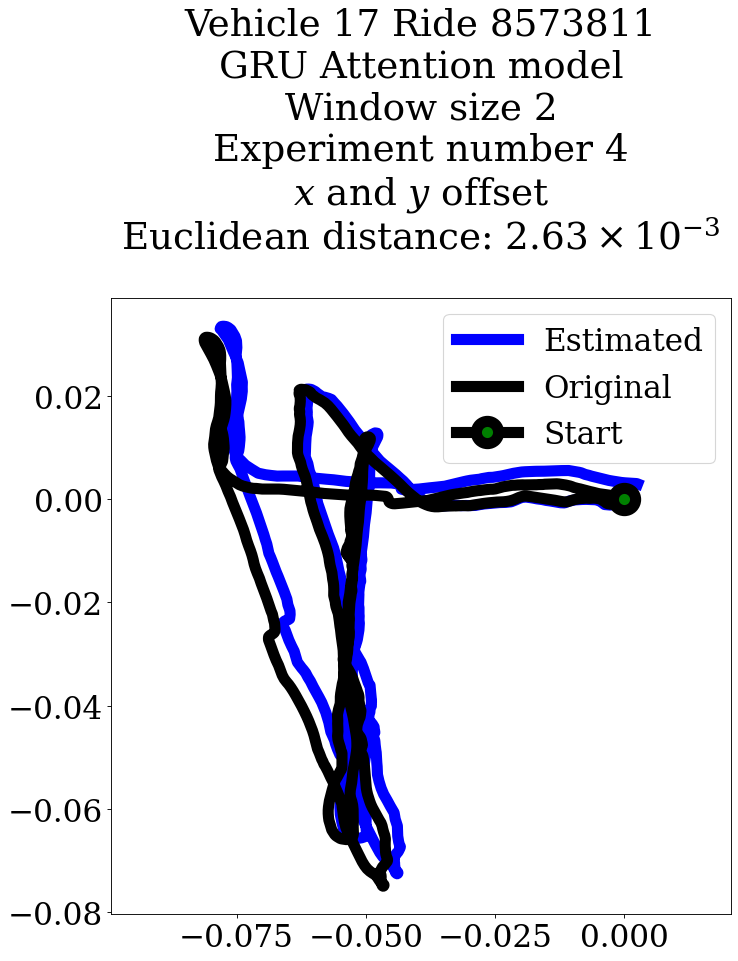 Vehicle 17 Ride 8573811
GRU Attention model
Window size 2
Experiment number 4
x and y offset
Euclidean distance: 2.63 × 10⁻³
Estimated
Original
Start
0.02
0.00
−0.02
−0.04
−0.06
−0.08
−0.075 −0.050 −0.025 0.000